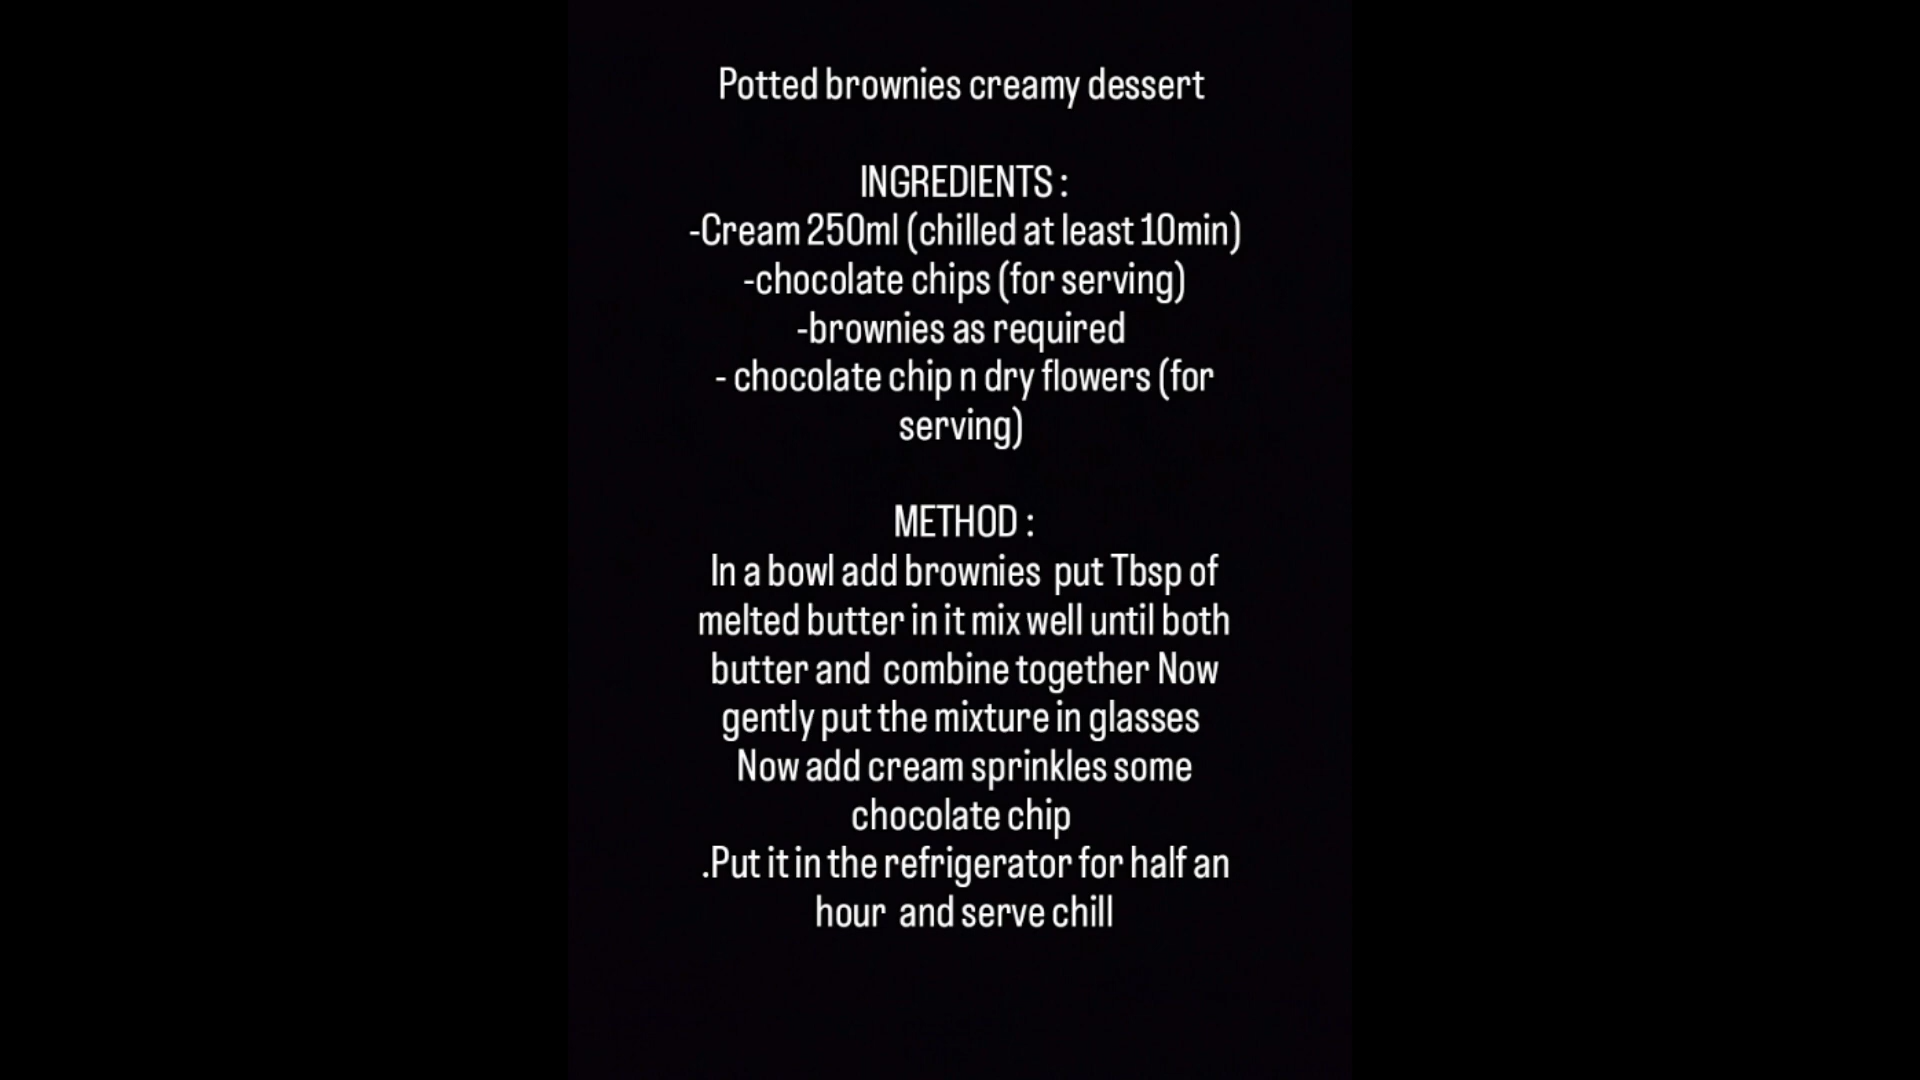 Potted brownies creamy dessert
INGREDIENTS :
-Cream 250ml (chilled at least 10min)
-chocolate chips (for serving)
-brownies as required
- chocolate chip n dry flowers (for
serving)
METHOD :
In a bowl add brownies  put Tbsp of
melted butter in it mix well until both
butter and  combine together Now
gently put the mixture in glasses
Now add cream sprinkles some
chocolate chip
.Put it in the refrigerator for half an
hour  and serve chill